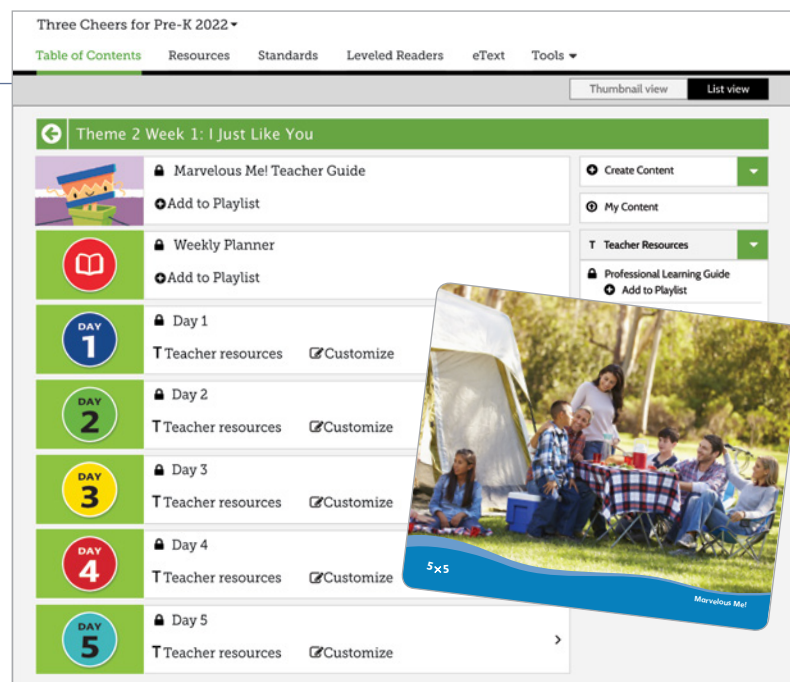 Three Cheers for Pre-K 2022
Table of Contents Resources Standards Leveled Readers eText Tools
Thumbnail view List view
Theme 2 Week 1: I Just Like You
Marvelous Me! Teacher Guide
Add to Playlist
Weekly Planner
Add to Playlist
DAY 1
Day 1
T Teacher resources Customize
DAY 2
Day 2
T Teacher resources Customize
DAY 3
Day 3
T Teacher resources Customize
DAY 4
Day 4
T Teacher resources Customize
DAY 5
Day 5
T Teacher resources Customize
Create Content
My Content
T Teacher Resources
Professional Learning Guide
Add to Playlist
5x5
Marvelous Me!